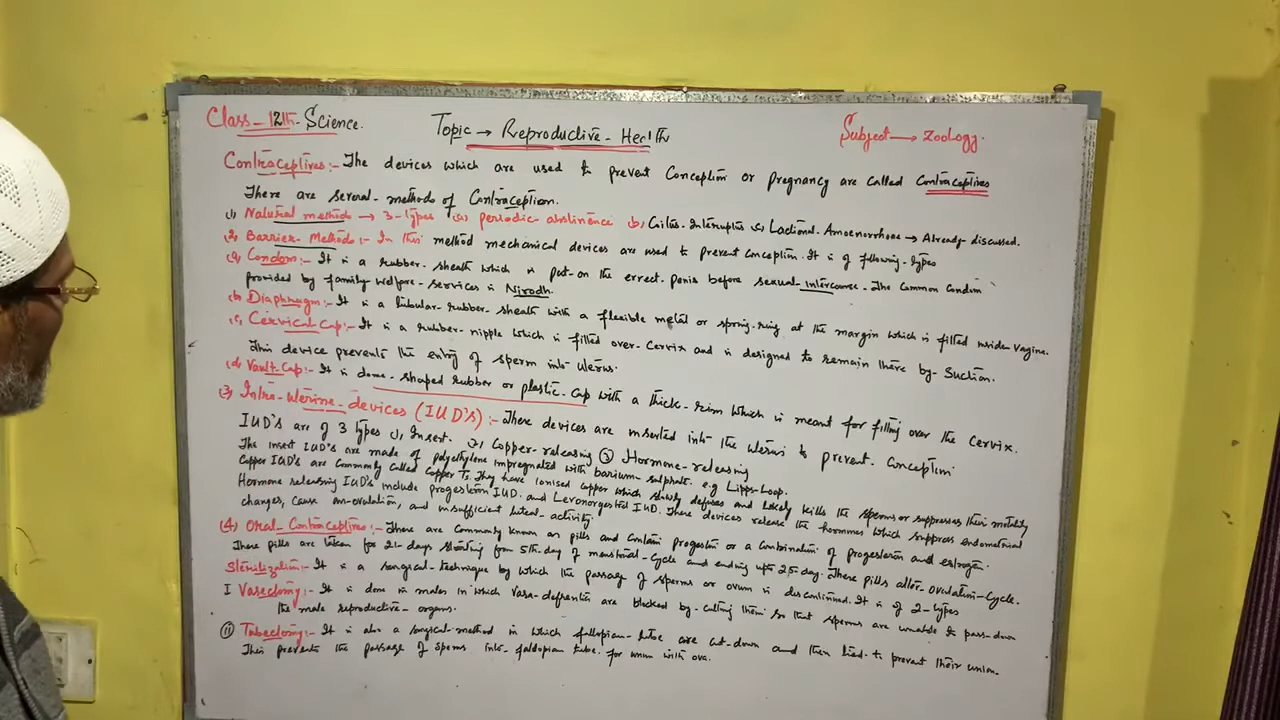 Class-12th-Science.
Topic → Reproductive-Health
Subject → Zoology.
Contraceptives:- The devices which are used to prevent Conception or pregnancy are called Contraceptives
There are several-methods of Contraception.
(1) Natural methods → 3-types (a) periodic abstinence (b) Coitus-Interruptus (c) Lactional-Amoenorrhoae → Already-discussed.
(2) Barrier-Methods:- In this method mechanical devices are used to prevent conception. It is of following-types
(a) Condom:- It is a rubber-sheath which is put-on the errect-Penis before sexual-intercourse. The Common Condom
provided by family-welfare-services is Nirodh.
(b) Diaphragm:- It is a tubular-rubber-sheath with a flexible metal or spring-ring at the margin which is fitted inside vagina.
(c) Cervical-Cap:- It is a rubber-nipple which is fitted over-Cervix and is designed to remain there by-Suction.
This device prevents the entry of sperm into uterus.
(d) Vault-Cap:- It is dome-shaped rubber or plastic-cap with a thick-rim which is meant for fitting over the Cervix.
(3) Intra-uterine-devices (IUD's):- These devices are inserted into the uterus to prevent-Conception.
IUD's are of 3 types (1) Insert. (2) Copper-releasing (3) Hormone-releasing
The insert IUD's are made of polyethylene impregnated with barium-sulphate. e.g Lipps-Loop.
Copper IUD's are commonly called Copper Ts. They have ionised copper which slowly defuses and likely kills the sperms or suppresses their motility
Hormone releasing IUD's include progestion IUD and Levonorgestel IUD. These devices release the hormones which suppress endometrial
changes, cause an-ovulation, and insufficient luteal-activity.
(4) Oral-Contraceptives:- These are commonly known as pills and contain progestin or a combination of progesteron and estrogen.
These pills are taken for 21-days starting from 5th-day of menstrual-cycle and ending upto 25 day. These pills alter-ovulation-cycle.
Sterilization:- It is a surgical-technique by which the passage of sperms or ovum is discontinued. It is of 2-types
I Vasectomy:- It is done in males in which Vasa-defrentia are blocked by-cutting them so that sperms are unable to pass-down
the male reproductive-organs.
(II) Tubectomy:- It is also a surgical-method in which fallopian-tube are cut-down and then tied-to prevent their union.
This prevents the passage of sperms into-fallopian tube. for union with ova.